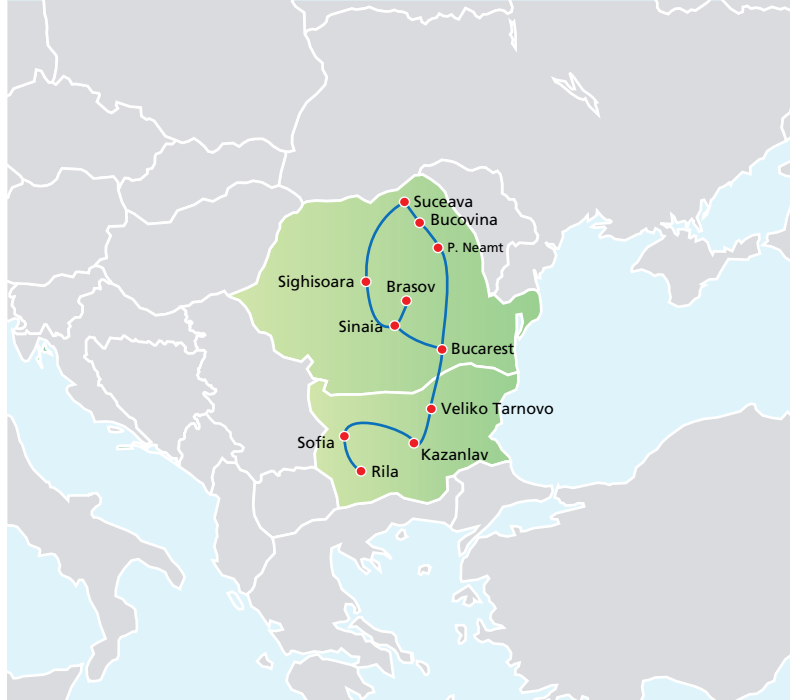 Suceava
Bucovina
P. Neamt
Sighisoara
Brasov
Sinaia
Bucarest
Veliko Tarnovo
Sofia
Kazanlav
Rila